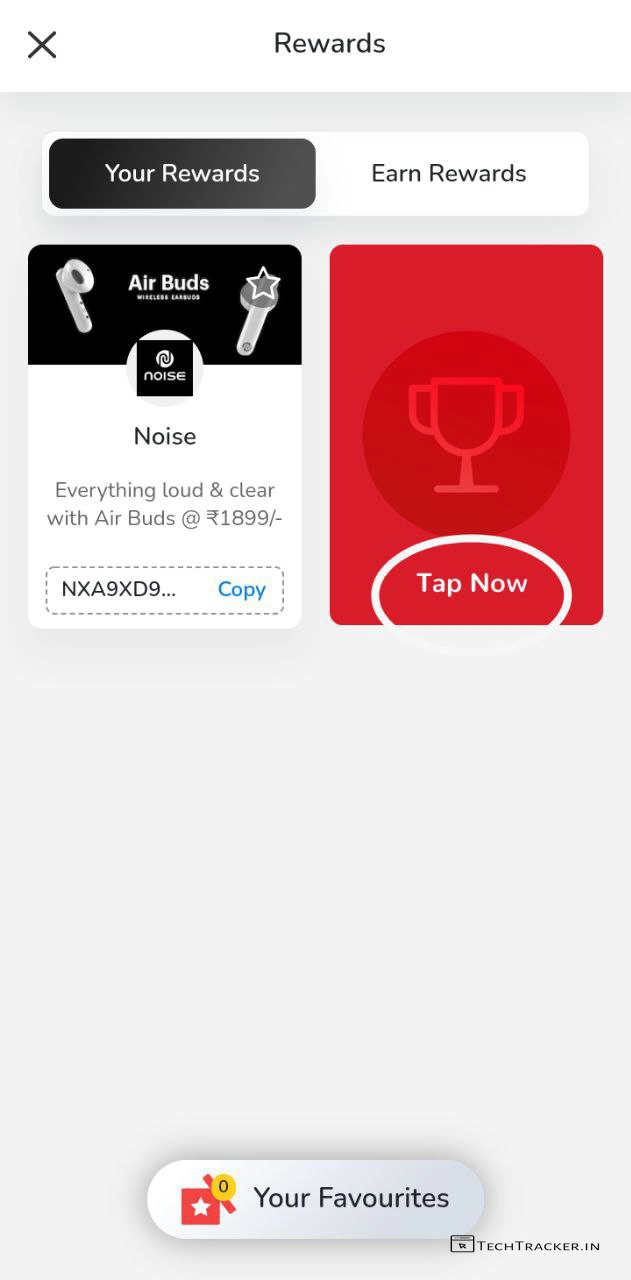 Rewards
Your Rewards
Earn Rewards
Air Buds
WIRELESS EARBUDS
NOISE
Noise
Everything loud & clear
with Air Buds @ ₹1899/-
NXA9XD9...
Copy
Tap Now
0
Your Favourites
TECHTRACKER.IN